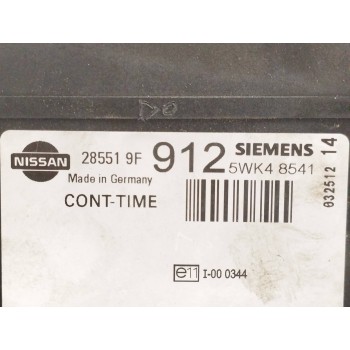 NISSAN
28551 9F 912 SIEMENS
Made in Germany
5WK4 8541
CONT-TIME
032512 14
e11 I-00 0344